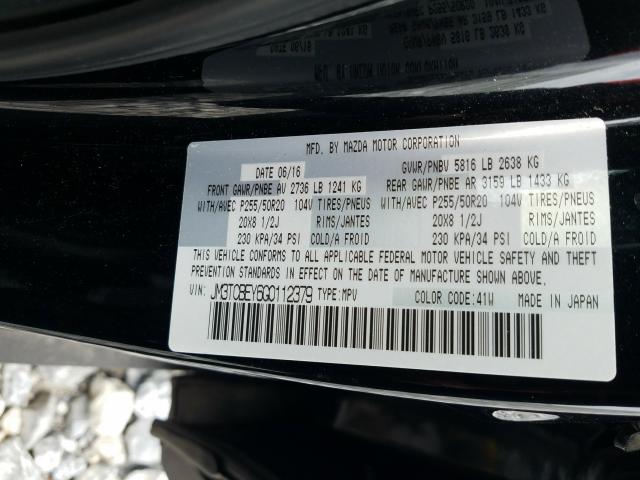 MFD. BY MAZDA MOTOR CORPORATION
DATE 06/16 GVWR/PNBV 5816 LB 2638 KG
FRONT GAWR/PNBE AV 2736 LB 1241 KG REAR GAWR/PNBE AR 3159 LB 1433 KG
WITH/AVEC P255/50R20 104V TIRES/PNEUS WITH/AVEC P255/50R20 104V TIRES/PNEUS
20X8 1/2J RIMS/JANTES 20X8 1/2J RIMS/JANTES
230 KPA/34 PSI COLD/A FROID 230 KPA/34 PSI COLD/A FROID
THIS VEHICLE CONFORMS TO ALL APPLICABLE FEDERAL MOTOR VEHICLE SAFETY AND THEFT
PREVENTION STANDARDS IN EFFECT ON THE DATE OF MANUFACTURE SHOWN ABOVE.
VIN: JM3TCBEY6G0112379 TYPE:MPV COLOR CODE:41W MADE IN JAPAN